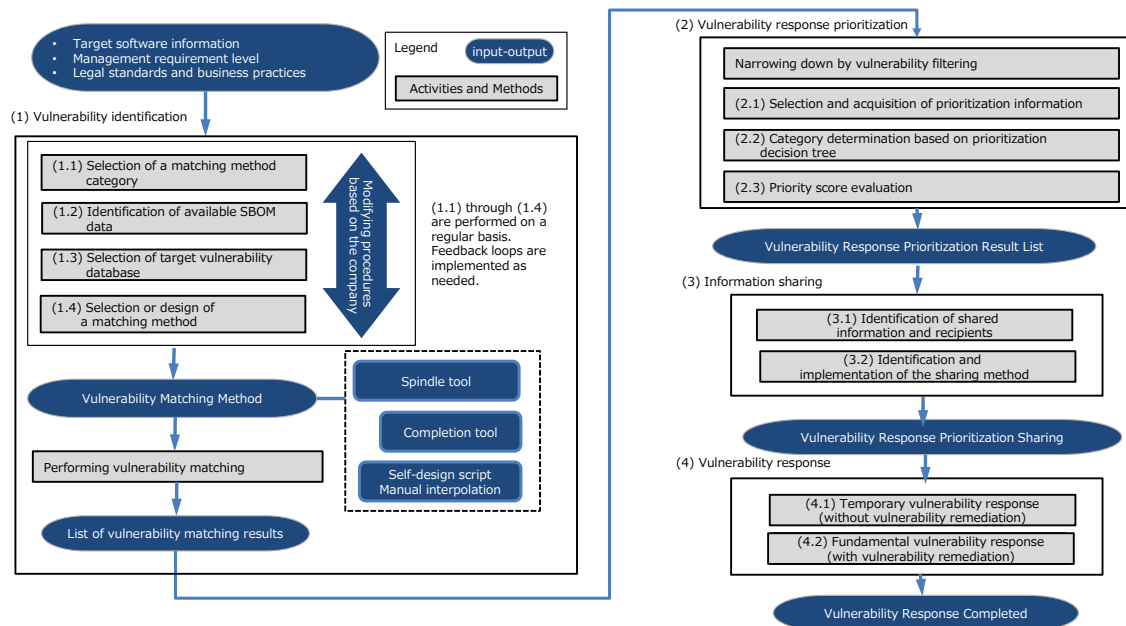 • Target software information
• Management requirement level
• Legal standards and business practices
Legend
input-output
Activities and Methods
(1) Vulnerability identification
(1.1) Selection of a matching method
category
(1.2) Identification of available SBOM
data
(1.3) Selection of target vulnerability
database
(1.4) Selection or design of
a matching method
Modifying procedures
based on the company
(1.1) through (1.4)
are performed on a
regular basis.
Feedback loops are
implemented as
needed.
Vulnerability Matching Method
Spindle tool
Completion tool
Self-design script
Manual interpolation
Performing vulnerability matching
List of vulnerability matching results
(2) Vulnerability response prioritization
Narrowing down by vulnerability filtering
(2.1) Selection and acquisition of prioritization information
(2.2) Category determination based on prioritization
decision tree
(2.3) Priority score evaluation
Vulnerability Response Prioritization Result List
(3) Information sharing
(3.1) Identification of shared
information and recipients
(3.2) Identification and
implementation of the sharing method
Vulnerability Response Prioritization Sharing
(4) Vulnerability response
(4.1) Temporary vulnerability response
(without vulnerability remediation)
(4.2) Fundamental vulnerability response
(with vulnerability remediation)
Vulnerability Response Completed